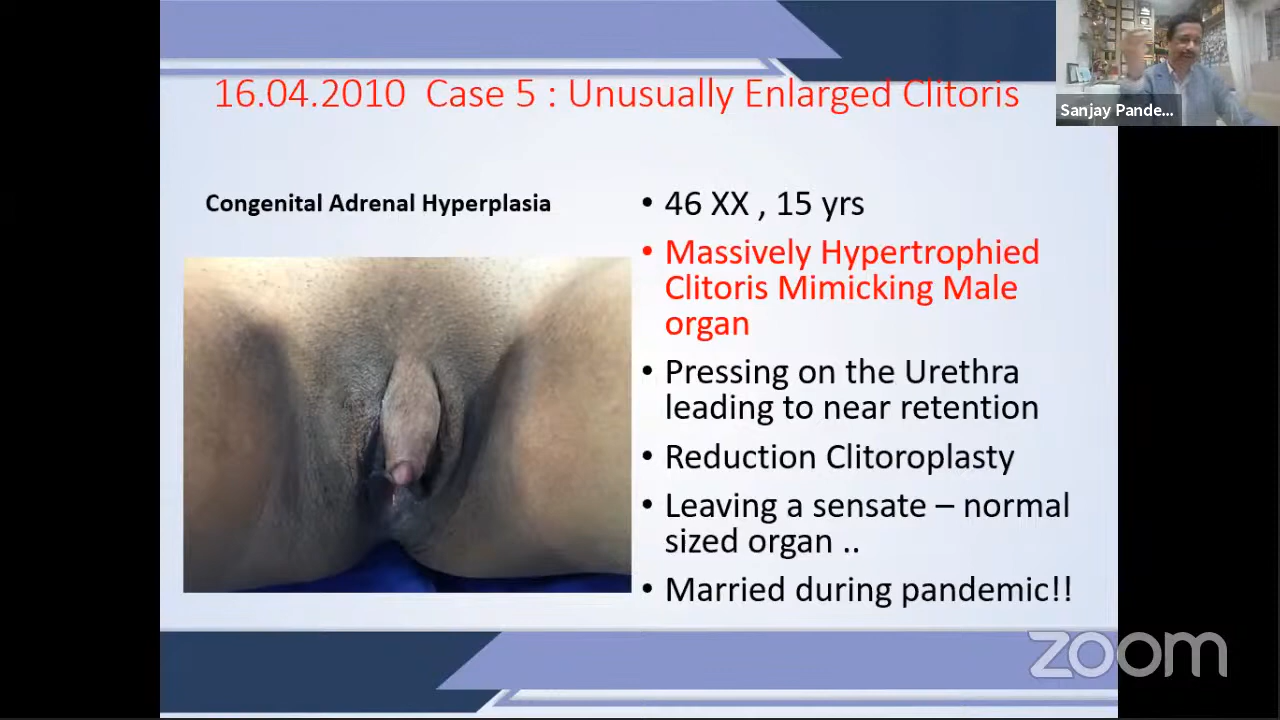 16.04.2010 Case 5 : Unusually Enlarged Clitoris
Sanjay Pande...
Congenital Adrenal Hyperplasia
• 46 XX , 15 yrs
• Massively Hypertrophied
Clitoris Mimicking Male
organ
• Pressing on the Urethra
leading to near retention
• Reduction Clitoroplasty
• Leaving a sensate – normal
sized organ ..
• Married during pandemic!!
zoom